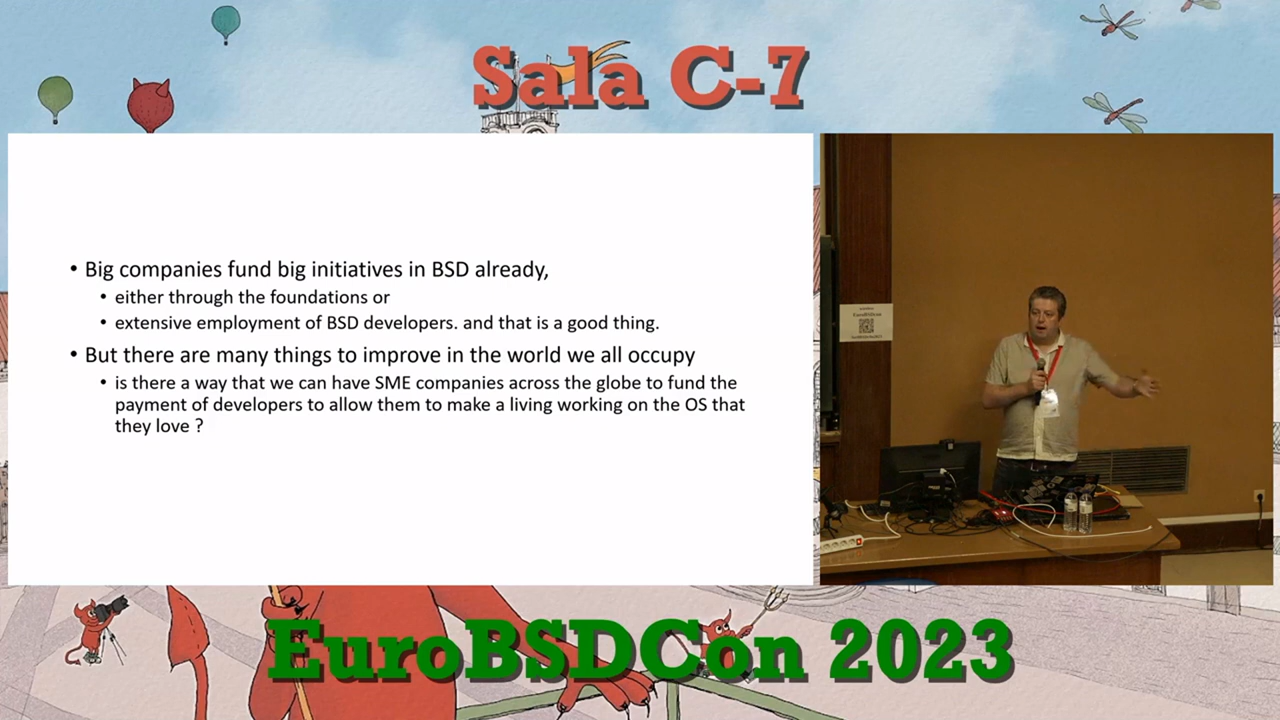 Sala C-7
• Big companies fund big initiatives in BSD already,
• either through the foundations or
• extensive employment of BSD developers. and that is a good thing.
• But there are many things to improve in the world we all occupy
• is there a way that we can have SME companies across the globe to fund the
payment of developers to allow them to make a living working on the OS that
they love ?
EuroBSDCon 2023